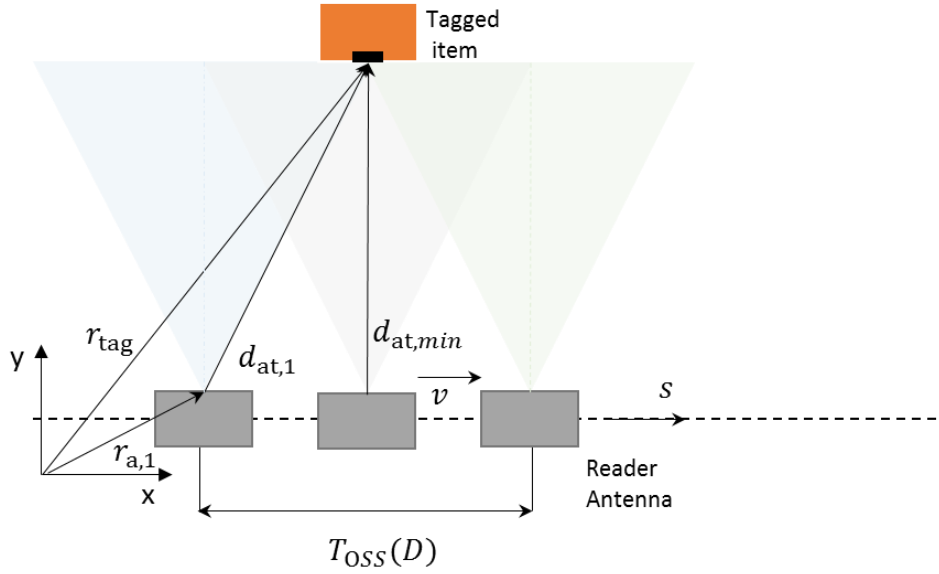 Tagged
item
r_tag
d_at,1
d_at,min
y
v
s
r_a,1
x
Reader
Antenna
T_OSS(D)